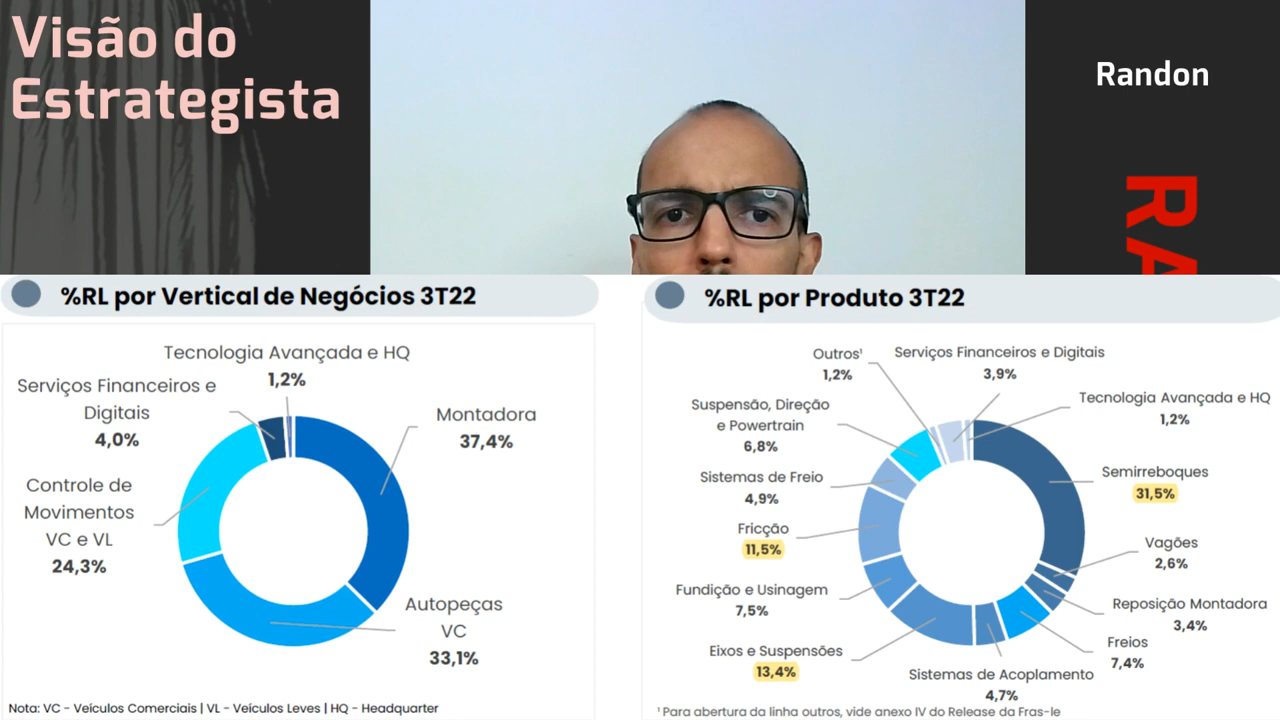 Visão do
Estrategista
Randon
RA
%RL por Vertical de Negócios 3T22
Tecnologia Avançada e HQ
1,2%
Serviços Financeiros e
Digitais
4,0%
Montadora
37,4%
Controle de
Movimentos
VC e VL
24,3%
Autopeças
VC
33,1%
Nota: VC - Veículos Comerciais | VL - Veículos Leves | HQ - Headquarter
%RL por Produto 3T22
Outros¹
1,2%
Serviços Financeiros e Digitais
3,9%
Tecnologia Avançada e HQ
1,2%
Suspensão, Direção
e Powertrain
6,8%
Semirreboques
31,5%
Sistemas de Freio
4,9%
Fricção
11,5%
Vagões
2,6%
Fundição e Usinagem
7,5%
Reposição Montadora
3,4%
Freios
7,4%
Eixos e Suspensões
13,4%
Sistemas de Acoplamento
4,7%
¹ Para abertura da linha outros, vide anexo IV do Release da Fras-le